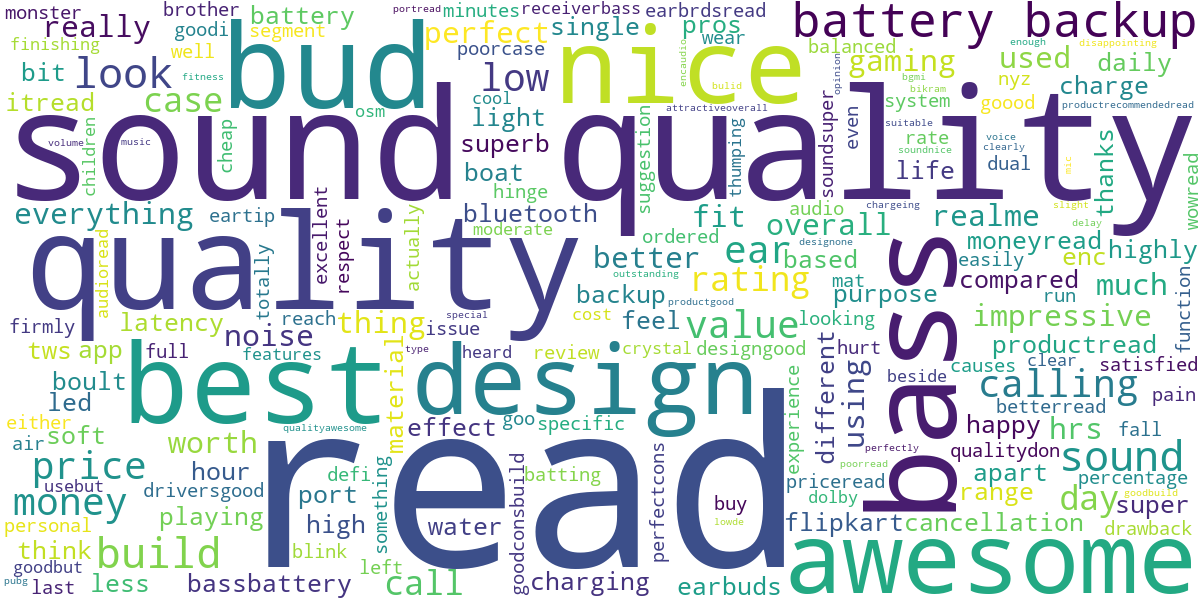 monster
brother
receiverbass
portread
minutes
earbrdsread
pros
battery backup
really
goodi
battery
segment
bud
perfect
single
wear
nice
balanced
enough
disappointing
finishing
well
poorcase
encaudio
bulid
opinion
gaming
used
daily
bit
look
fitness
low
bgmi
bikram
nyz
charge
itread
case
osm
cool
light
attractiveoverall
system
goood
productrecommendedread
sound quality
children
volume
music
cheap
superb
suggestion
thumping
soundsuper
even
suitable
rate
soundnice
voice
clearly
mic
thanks
boat
hinge
life
dual
slight
wowread
everything
eartip
excellent
respect
actually
bluetooth
moderate
fit
audio
chargeing
overall
realme
delay
quality
audioread
totally
ordered
ear
designone
based
bass
moneyread
enc
highly
easily
better
outstanding
rating
mat
compared
much
backup
productgood
purpose
run
function
firmly
latency
reach
thing
special
issue
cost
feel
value
looking
impressive
noise
tws
app
full
features
material
type
heard
review
crystal
designgood
different
hurt
productread
causes
clear
satisfied
boult
led
best
design
experience
using
beside
calling
betterread
pain
either
qualityawesome
effect
goo
specific
happy
fall
air
soft
worth
perfectly
qualitydon
hrs
sound
price
hour
defi
something
read
goodconsbuild
batting
perfectcons
poorread
apart
percentage
usebut
driversgood
port
priceread
dolby
range
day
goodbuild
money
buy
super
personal
playing
high
water
lowde
flipkart
cancellation
drawback
think
build
blink
goodbut
left
awesome
pubg
last
less
bassbattery
call
charging
earbuds